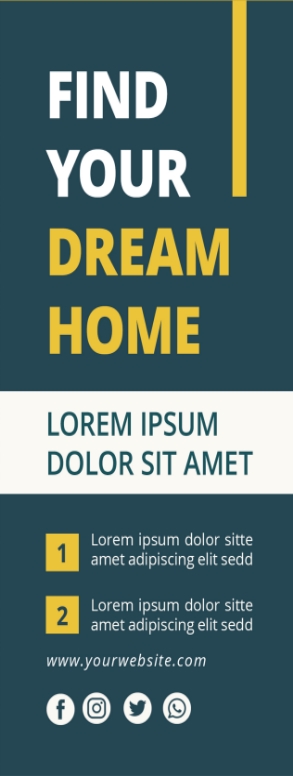 FIND
YOUR
DREAM
HOME
LOREM IPSUM
DOLOR SIT AMET
1
Lorem ipsum dolor sitte
amet adipiscing elit sedd
2
Lorem ipsum dolor sitte
amet adipiscing elit sedd
www.yourwebsite.com